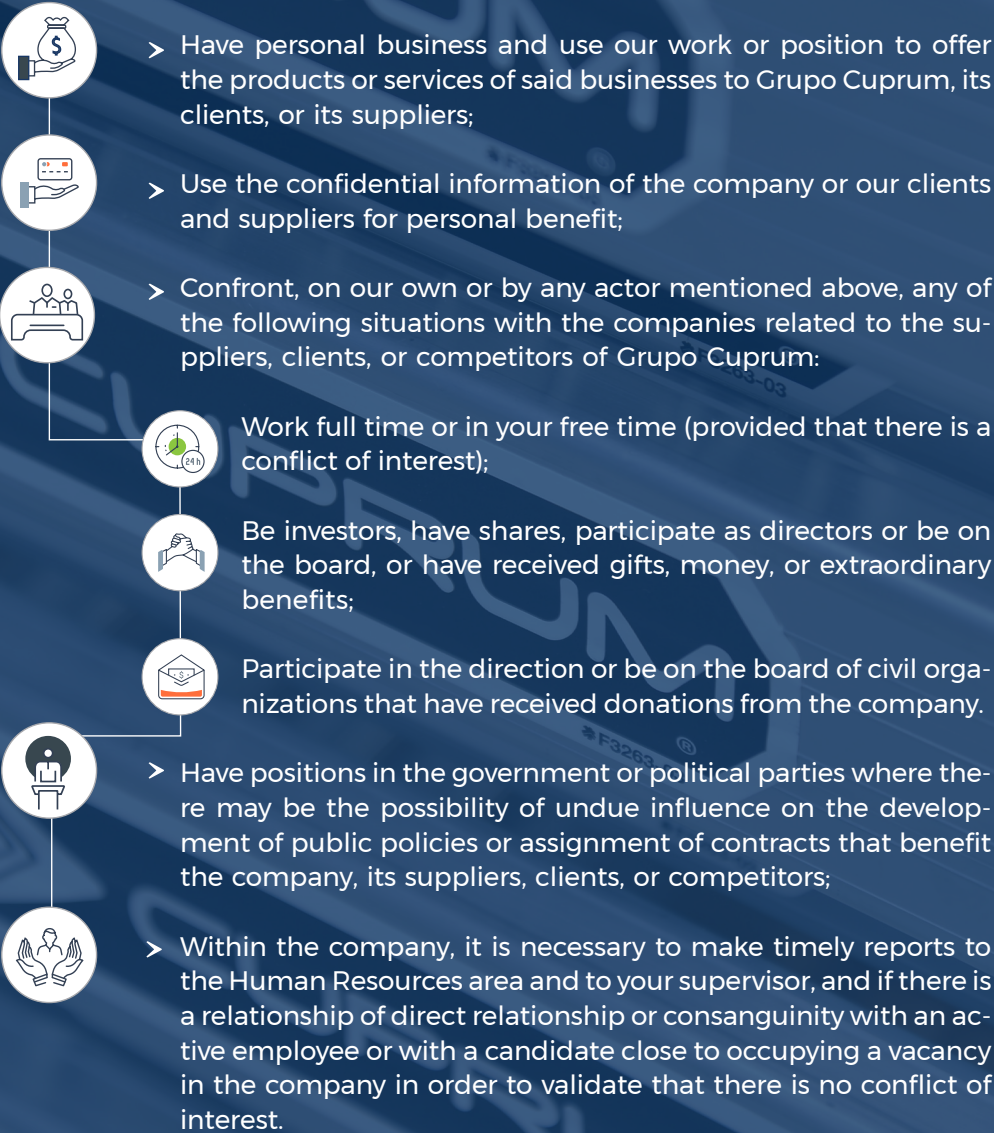 Have personal business and use our work or position to offer
the products or services of said businesses to Grupo Cuprum, its
clients, or its suppliers;
Use the confidential information of the company or our clients
and suppliers for personal benefit;
Confront, on our own or by any actor mentioned above, any of
the following situations with the companies related to the su-
ppliers, clients, or competitors of Grupo Cuprum:
24 h
Work full time or in your free time (provided that there is a
conflict of interest);
Be investors, have shares, participate as directors or be on
the board, or have received gifts, money, or extraordinary
benefits;
Participate in the direction or be on the board of civil orga-
nizations that have received donations from the company.
Have positions in the government or political parties where the-
re may be the possibility of undue influence on the develop-
ment of public policies or assignment of contracts that benefit
the company, its suppliers, clients, or competitors;
Within the company, it is necessary to make timely reports to
the Human Resources area and to your supervisor, and if there is
a relationship of direct relationship or consanguinity with an ac-
tive employee or with a candidate close to occupying a vacancy
in the company in order to validate that there is no conflict of
interest.
CUPRUM